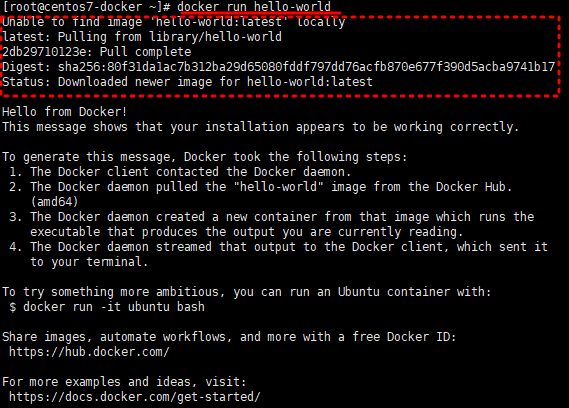 [root@centos7-docker ~]# docker run hello-world
Unable to find image 'hello-world:latest' locally
latest: Pulling from library/hello-world
2db29710123e: Pull complete
Digest: sha256:80f31da1ac7b312ba29d65080fddf797dd76acfb870e677f390d5acba9741b17
Status: Downloaded newer image for hello-world:latest
Hello from Docker!
This message shows that your installation appears to be working correctly.
To generate this message, Docker took the following steps:
1. The Docker client contacted the Docker daemon.
2. The Docker daemon pulled the "hello-world" image from the Docker Hub.
(amd64)
3. The Docker daemon created a new container from that image which runs the
executable that produces the output you are currently reading.
4. The Docker daemon streamed that output to the Docker client, which sent it
to your terminal.
To try something more ambitious, you can run an Ubuntu container with:
$ docker run -it ubuntu bash
Share images, automate workflows, and more with a free Docker ID:
https://hub.docker.com/
For more examples and ideas, visit:
https://docs.docker.com/get-started/